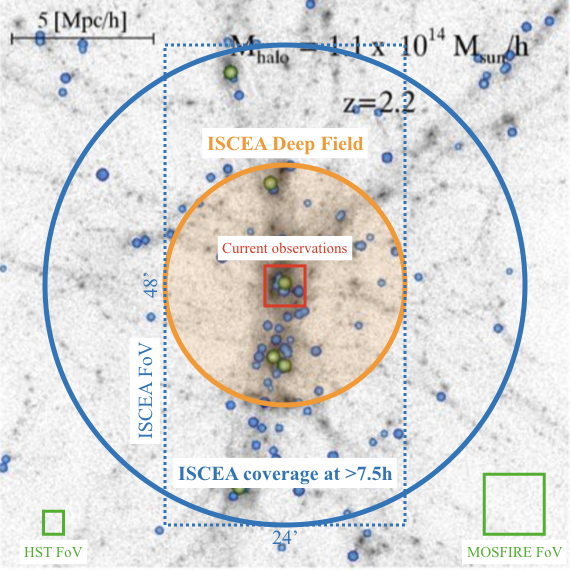 5 [Mpc/h]
M_halo = 1.1 x 10^14 M_sun/h
z=2.2
ISCEA Deep Field
Current observations
48'
ISCEA FoV
ISCEA coverage at >7.5h
HST FoV
24'
MOSFIRE FoV